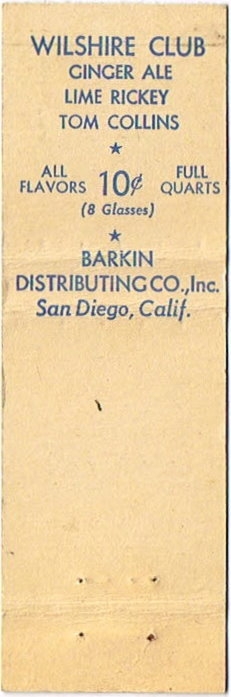 WILSHIRE CLUB
GINGER ALE
LIME RICKEY
TOM COLLINS
ALL FLAVORS 10¢ FULL QUARTS
(8 Glasses)
BARKIN
DISTRIBUTING CO., Inc.
San Diego, Calif.